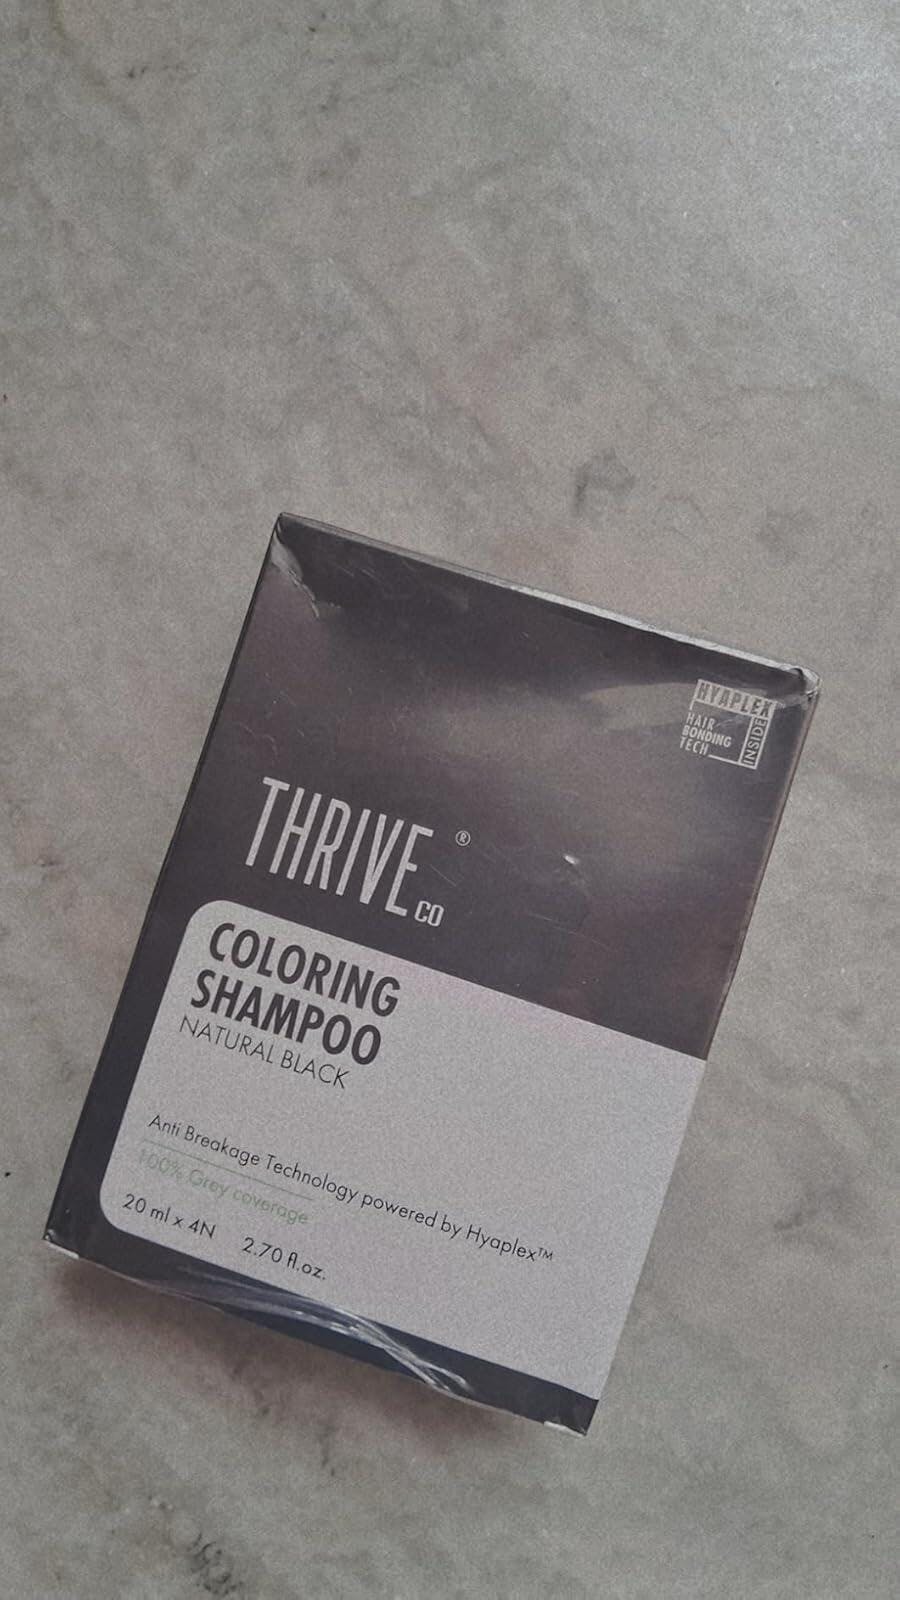 HYAPLEX
HAIR
BONDING
TECH
INSIDE
THRIVE®
CO
COLORING
SHAMPOO
NATURAL BLACK
Anti Breakage Technology powered by Hyaplex™
100% Grey coverage
20 ml x 4N 2.70 fl.oz.